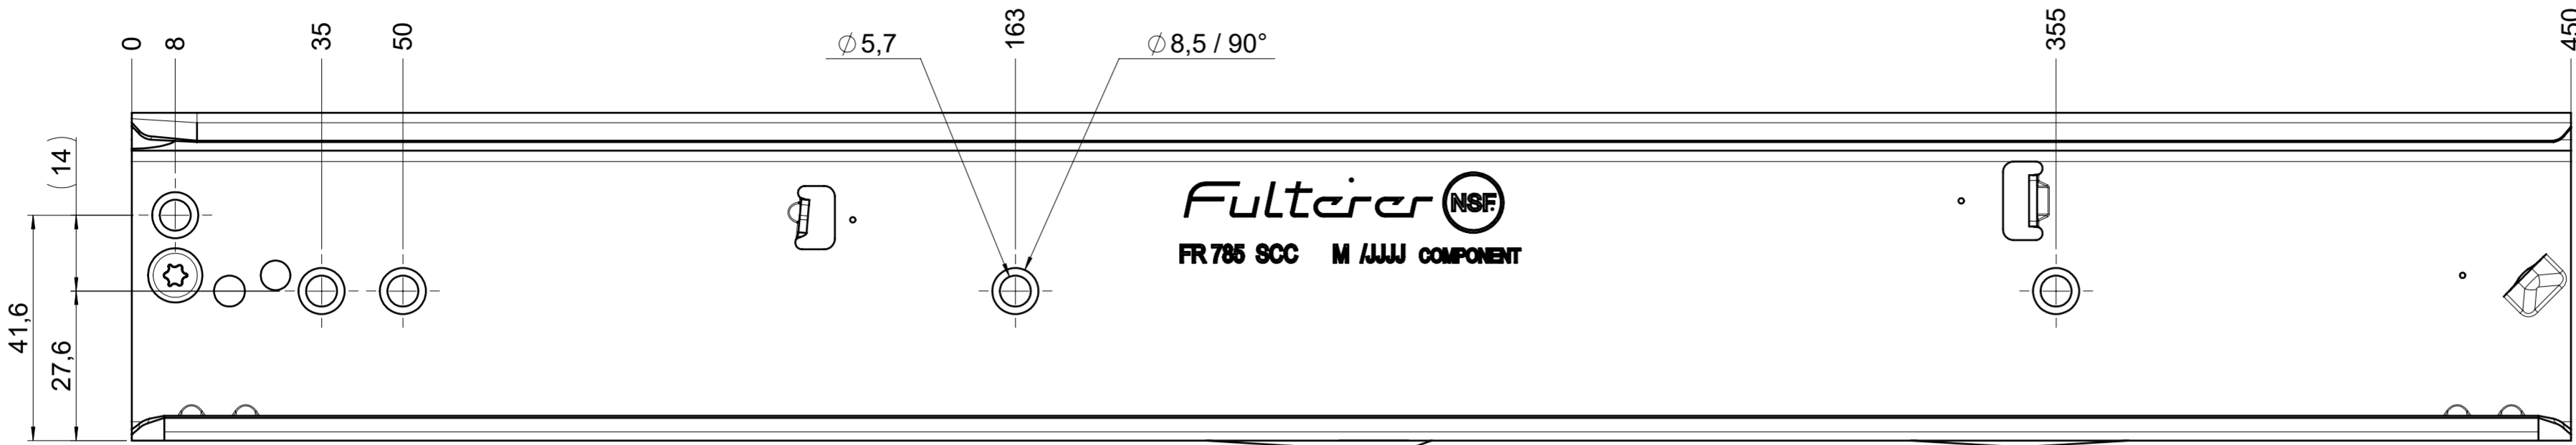 0 8 35 50 163 355 450
⌀5,7 ⌀8,5 / 90°
(14)
41,6
27,6
Fulterer NSF.
FR 785 SCC M /JJJJ COMPONENT